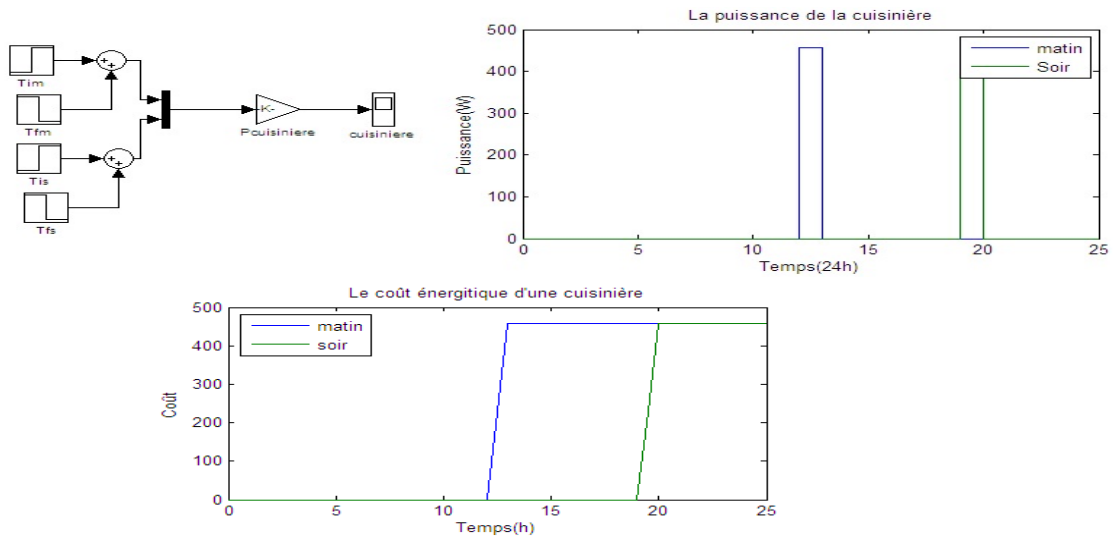 Tim
Tfm
Tis
Tfs
-K-
Pcuisiniere
cuisiniere
La puissance de la cuisinière
Puissance(W)
500
400
300
200
100
0
matin
Soir
0 5 10 15 20 25
Temps(24h)
Le coût énergitique d'une cuisinière
Coût
500
400
300
200
100
0
matin
soir
0 5 10 15 20 25
Temps(h)